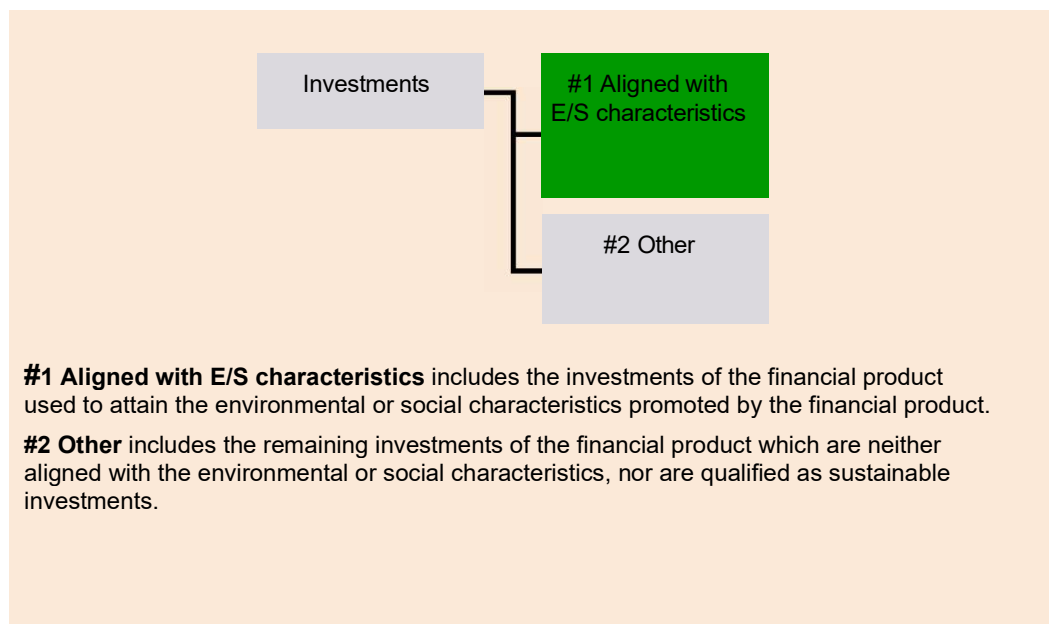 Investments
#1 Aligned with
E/S characteristics
#2 Other
#1 Aligned with E/S characteristics includes the investments of the financial product
used to attain the environmental or social characteristics promoted by the financial product.
#2 Other includes the remaining investments of the financial product which are neither
aligned with the environmental or social characteristics, nor are qualified as sustainable
investments.